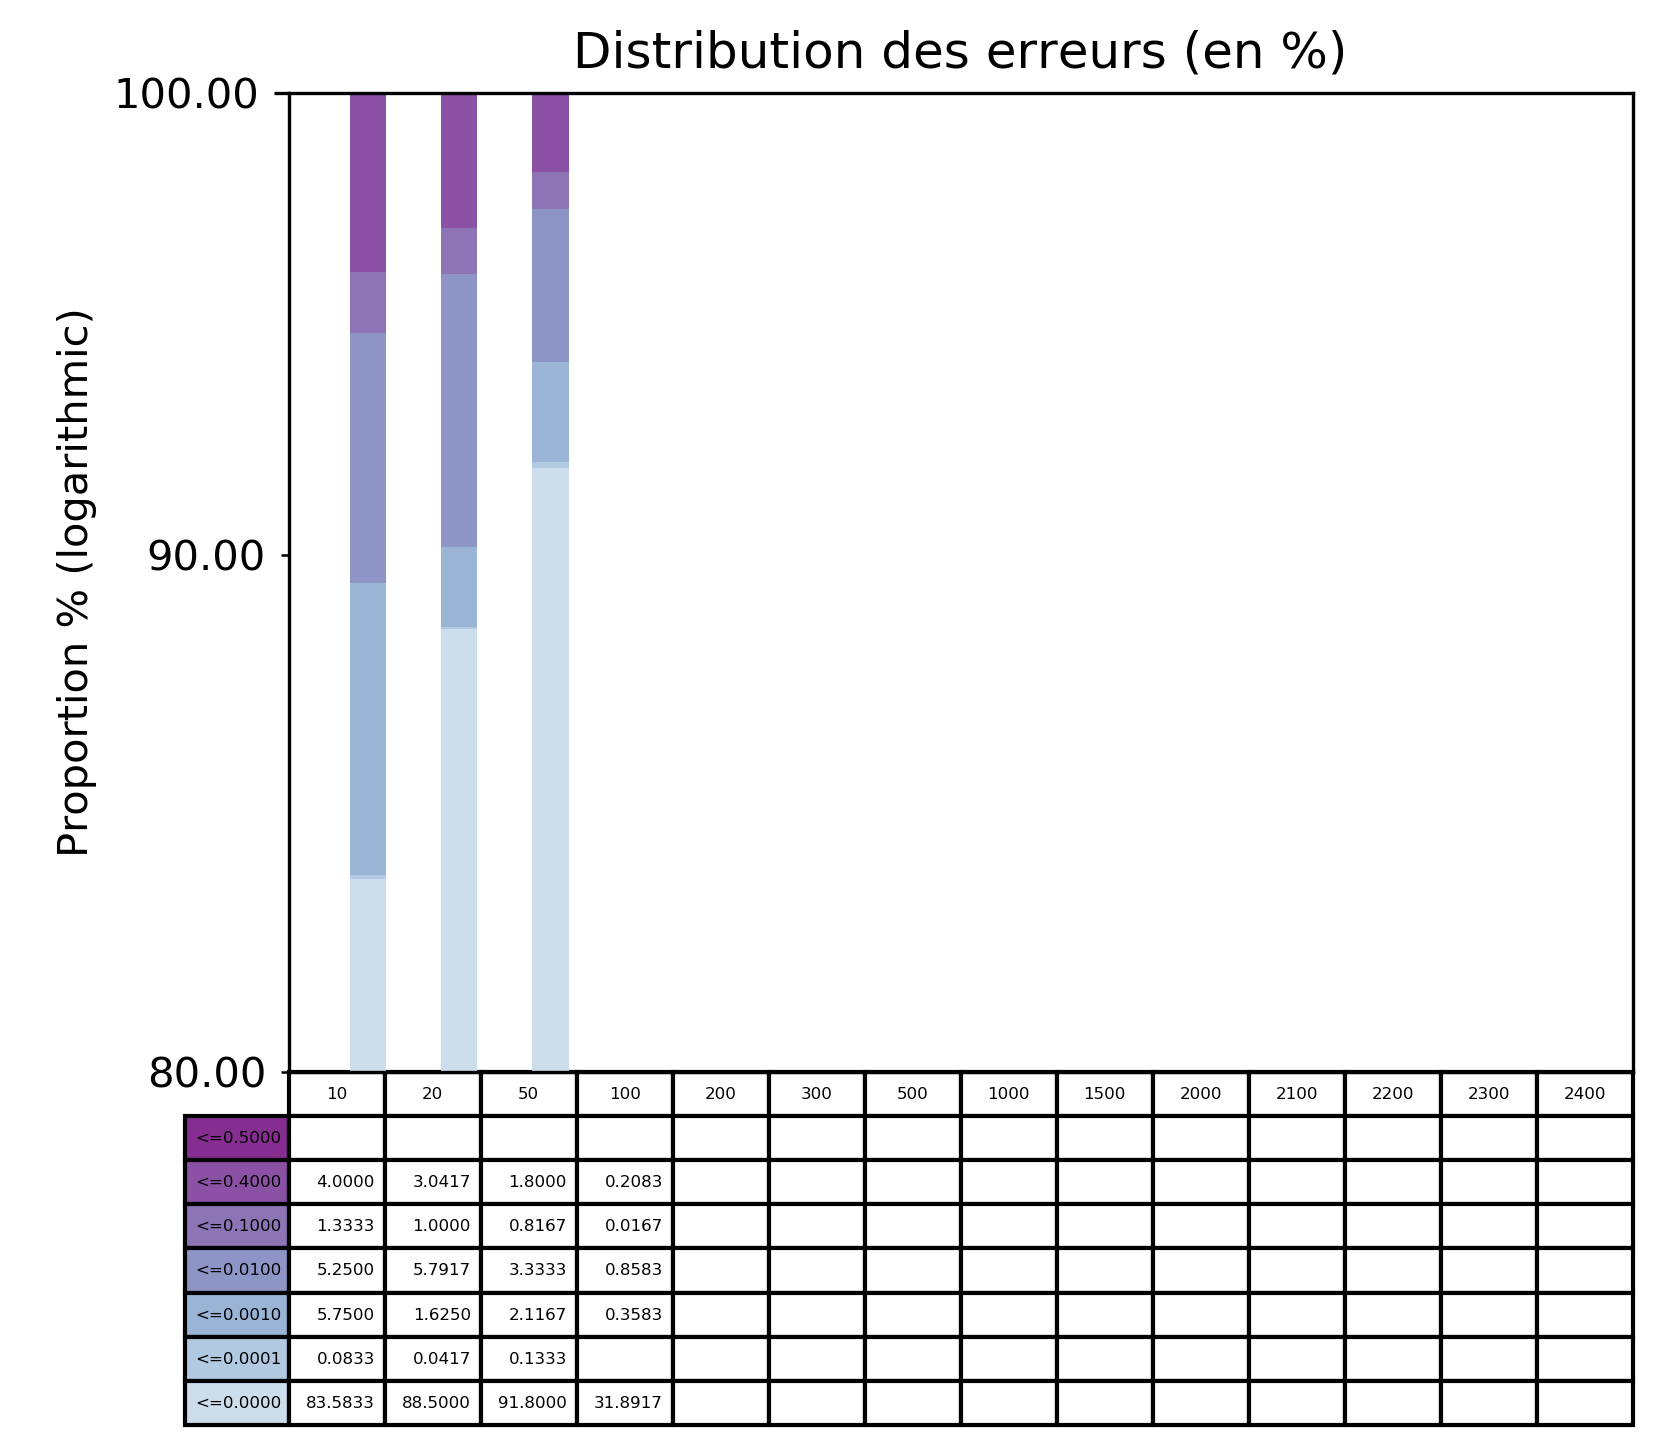 Distribution des erreurs (en %)
100.00
90.00
80.00
Proportion % (logarithmic)
10 20 50 100 200 300 500 1000 1500 2000 2100 2200 2300 2400
<=0.5000
<=0.4000 4.0000 3.0417 1.8000 0.2083
<=0.1000 1.3333 1.0000 0.8167 0.0167
<=0.0100 5.2500 5.7917 3.3333 0.8583
<=0.0010 5.7500 1.6250 2.1167 0.3583
<=0.0001 0.0833 0.0417 0.1333
<=0.0000 83.5833 88.5000 91.8000 31.8917